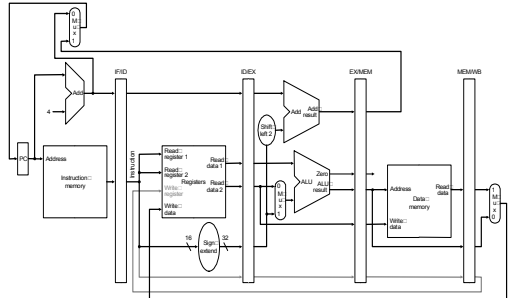 0
M
u
x
1
IF/ID
ID/EX
EX/MEM
MEM/WB
Add
4
Shift
left 2
Add
Add
result
PC
Address
Instruction
memory
Instruction
Read
register 1
Read
register 2
Registers
Write
register
Write
data
Read
data 1
Read
data 2
0
M
u
x
1
Zero
ALU
ALU
result
Address
Read
data
Data
memory
Write
data
1
M
u
x
0
16
Sign
extend
32